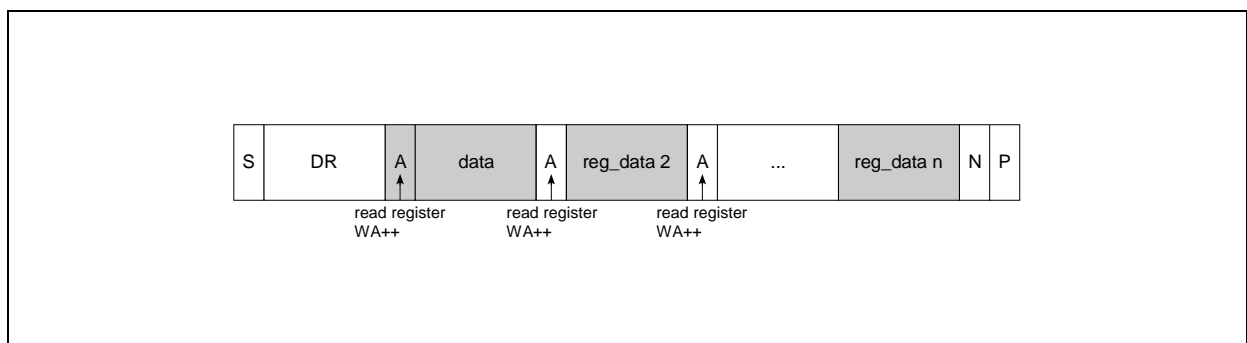 S DR A data A reg_data 2 A ... reg_data n N P
read register read register read register
WA++ WA++ WA++